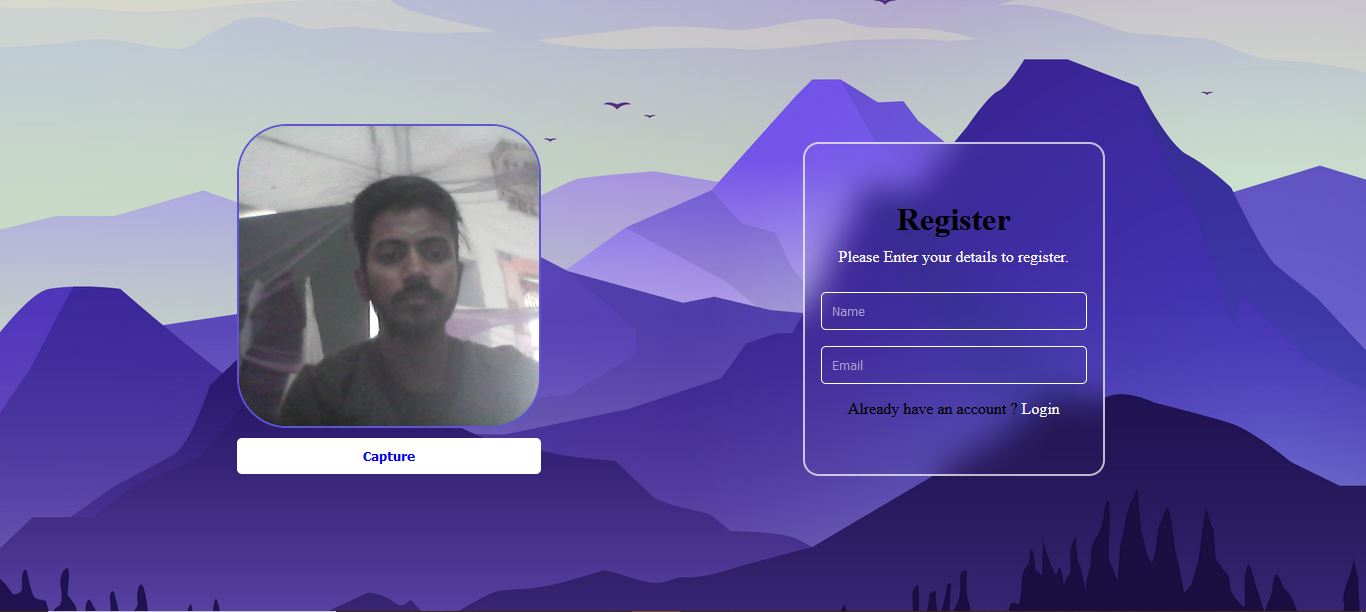 Register
Please Enter your details to register.
Name
Email
Already have an account ? Login
Capture